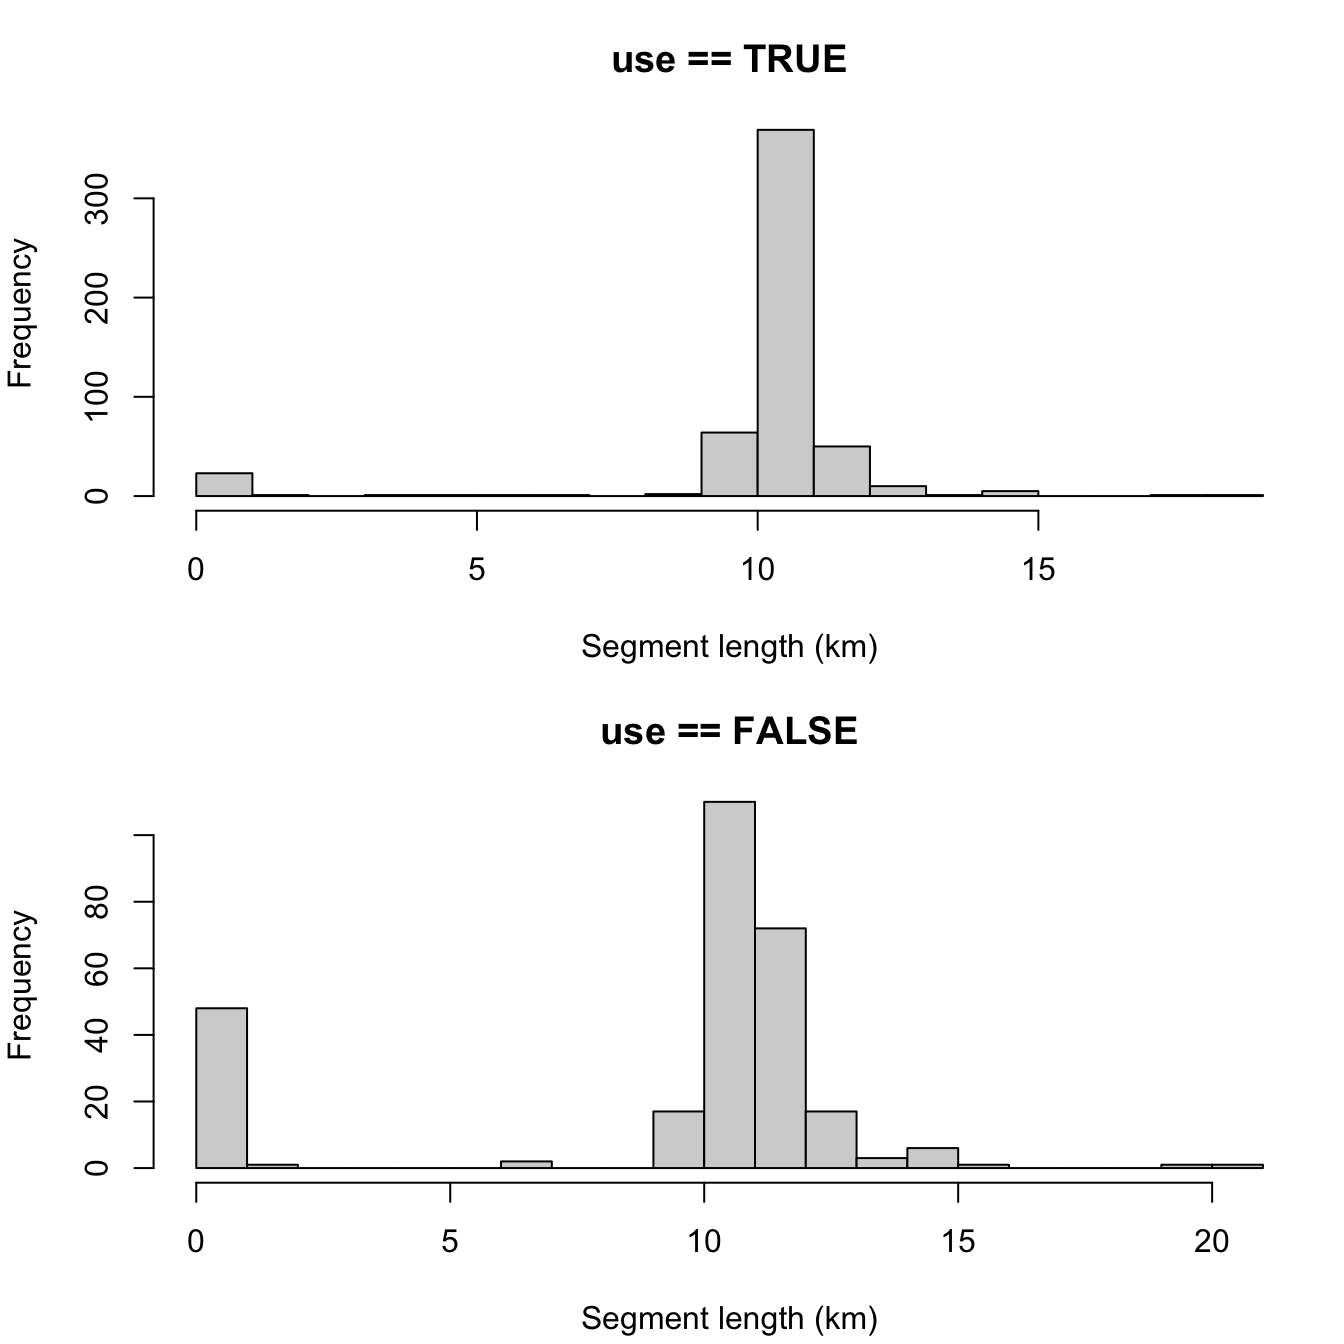 use == TRUE
Frequency
300
200
100
0
0 5 10 15
Segment length (km)
use == FALSE
Frequency
80
60
40
20
0
0 5 10 15 20
Segment length (km)